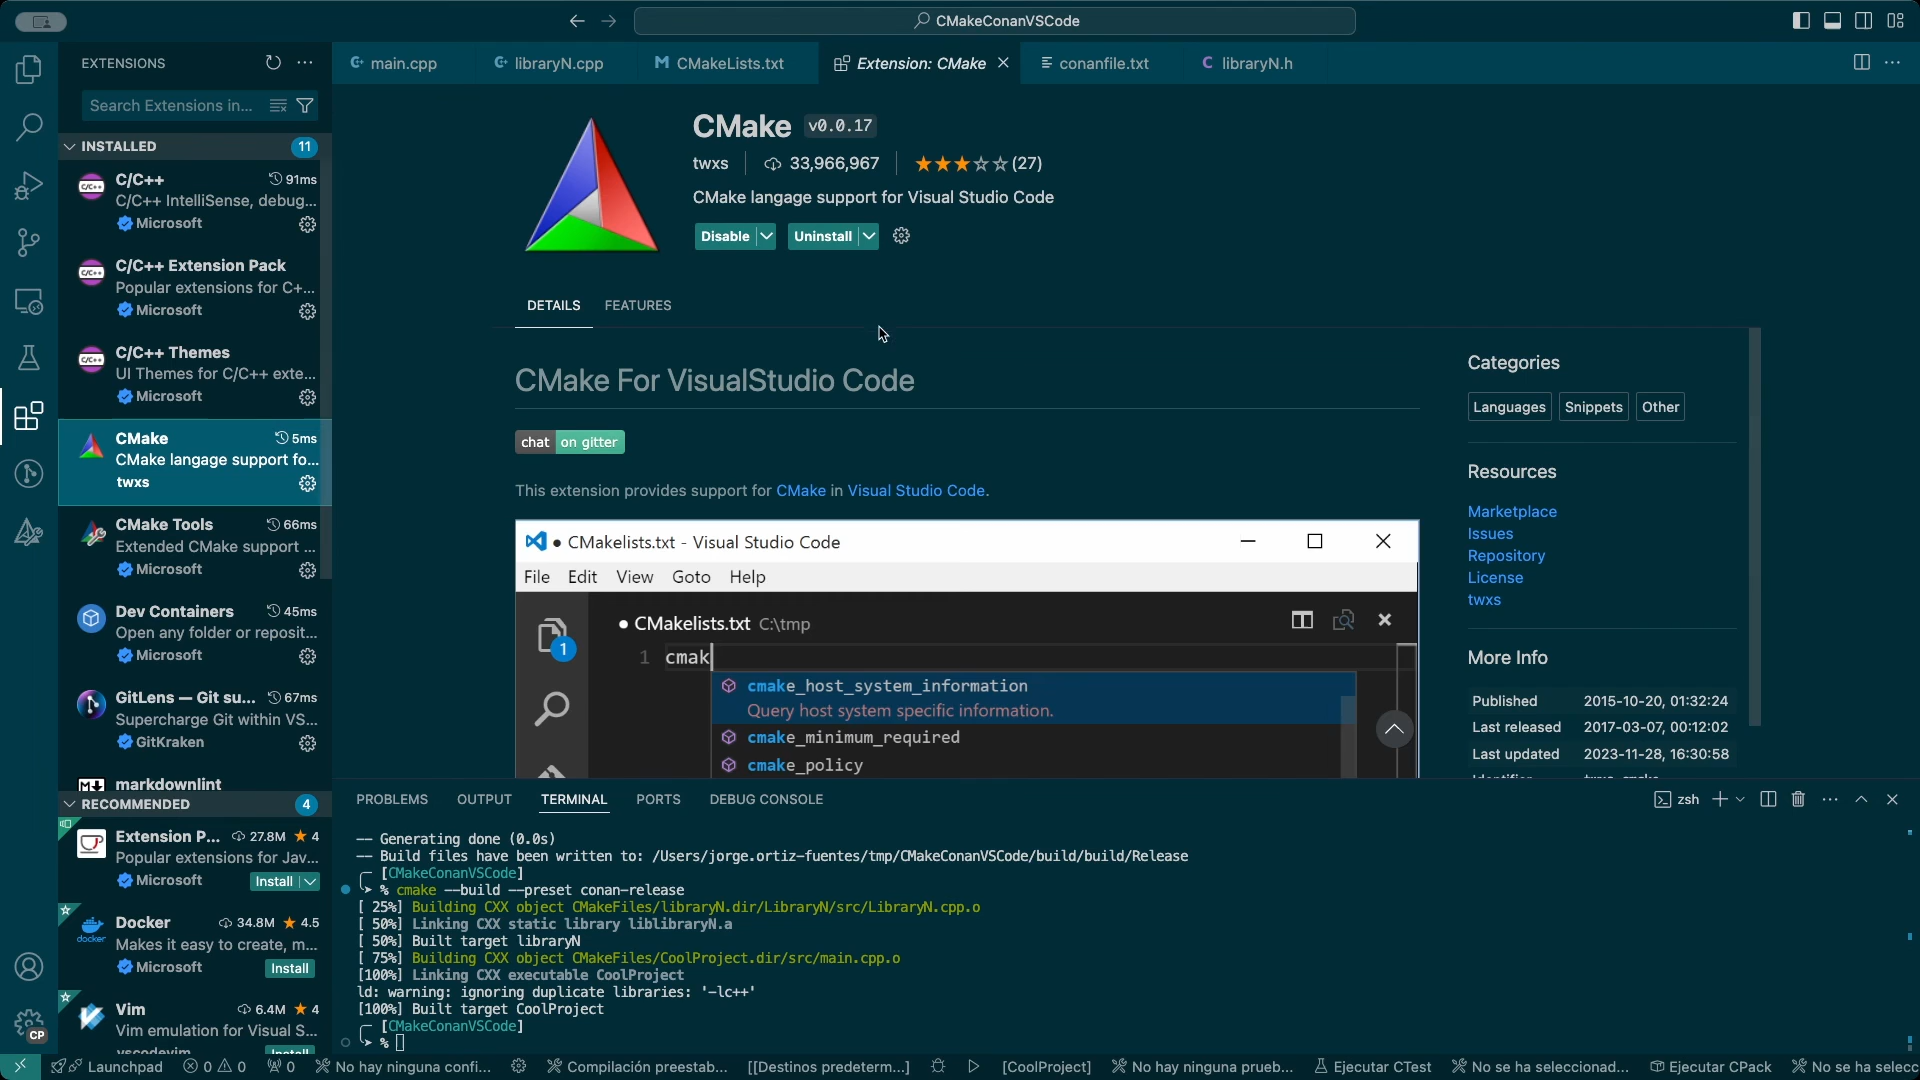 CMakeConanVSCode
EXTENSIONS
Search Extensions in...
INSTALLED 11
C/C++ 91ms
C/C++ IntelliSense, debug...
Microsoft
C/C++ Extension Pack
Popular extensions for C+...
Microsoft
C/C++ Themes
UI Themes for C/C++ exte...
Microsoft
CMake 5ms
CMake langage support fo...
twxs
CMake Tools 66ms
Extended CMake support ...
Microsoft
Dev Containers 45ms
Open any folder or reposit...
Microsoft
GitLens — Git su... 67ms
Supercharge Git within VS...
GitKraken
markdownlint
RECOMMENDED 4
Extension P... 27.8M ★ 4
Popular extensions for Jav...
Microsoft Install
Docker 34.8M ★ 4.5
Makes it easy to create, m...
Microsoft Install
Vim 6.4M ★ 4
Vim emulation for Visual S...
vscodevim Install
main.cpp libraryN.cpp CMakeLists.txt Extension: CMake conanfile.txt libraryN.h
CMake v0.0.17
twxs 33,966,967 ★★★☆☆(27)
CMake langage support for Visual Studio Code
Disable Uninstall
DETAILS FEATURES
CMake For VisualStudio Code
chat on gitter
This extension provides support for CMake in Visual Studio Code.
CMakelists.txt - Visual Studio Code
File Edit View Goto Help
1
CMakelists.txt C:\tmp
1 cmak
cmake_host_system_information
Query host system specific information.
cmake_minimum_required
cmake_policy
Categories
Languages Snippets Other
Resources
Marketplace
Issues
Repository
License
twxs
More Info
Published 2015-10-20, 01:32:24
Last released 2017-03-07, 00:12:02
Last updated 2023-11-28, 16:30:58
PROBLEMS OUTPUT TERMINAL PORTS DEBUG CONSOLE zsh
-- Generating done (0.0s)
-- Build files have been written to: /Users/jorge.ortiz-fuentes/tmp/CMakeConanVSCode/build/build/Release
[CMakeConanVSCode]
% cmake --build --preset conan-release
[ 25%] Building CXX object CMakeFiles/libraryN.dir/LibraryN/src/LibraryN.cpp.o
[ 50%] Linking CXX static library liblibraryN.a
[ 50%] Built target libraryN
[ 75%] Building CXX object CMakeFiles/CoolProject.dir/src/main.cpp.o
[100%] Linking CXX executable CoolProject
ld: warning: ignoring duplicate libraries: '-lc++'
[100%] Built target CoolProject
[CMakeConanVSCode]
%
CP
Launchpad 0 0 0 No hay ninguna confi... Compilación preestab... [[Destinos predeterm...] [CoolProject] No hay ninguna prueb... Ejecutar CTest No se ha seleccionad... Ejecutar CPack No se ha selecc